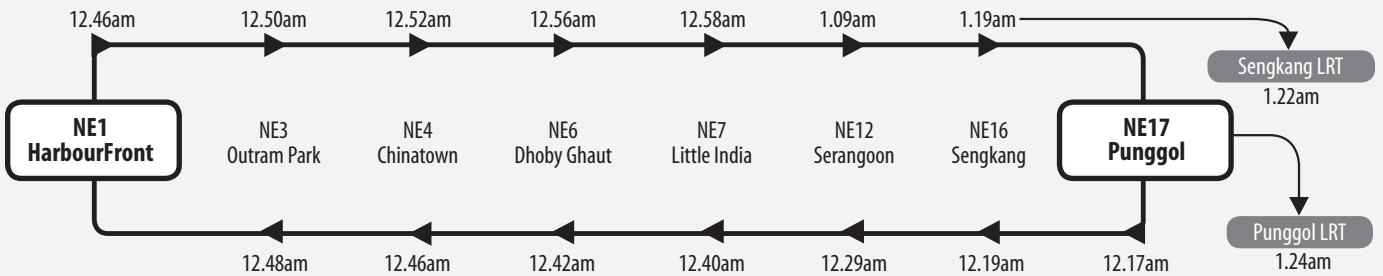 12.46am 12.50am 12.52am 12.56am 12.58am 1.09am 1.19am
Sengkang LRT
1.22am
NE1
HarbourFront
NE3
Outram Park
NE4
Chinatown
NE6
Dhoby Ghaut
NE7
Little India
NE12
Serangoon
NE16
Sengkang
NE17
Punggol
Punggol LRT
1.24am
12.48am 12.46am 12.42am 12.40am 12.29am 12.19am 12.17am